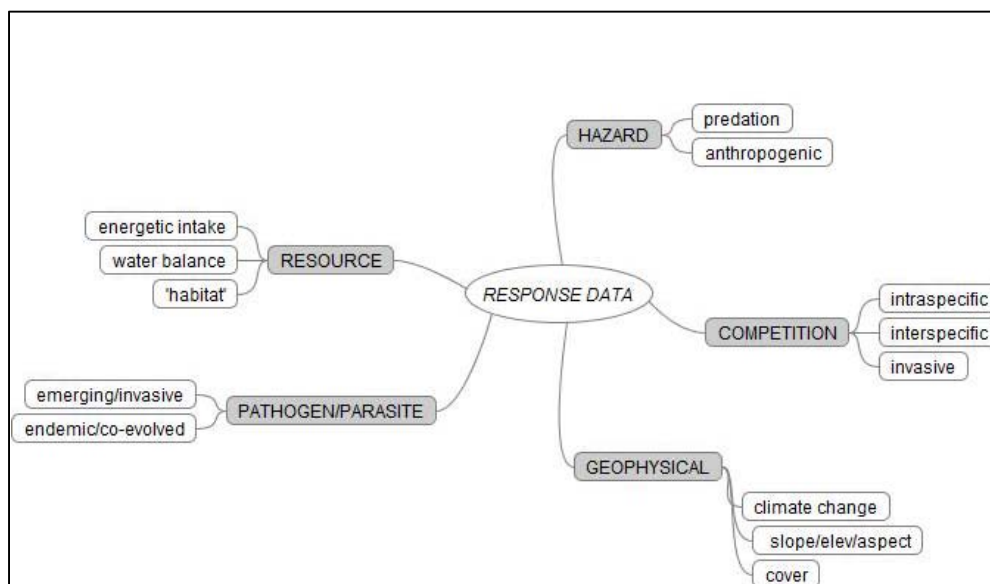 predation
HAZARD
anthropogenic
energetic intake
water balance
RESOURCE
'habitat'
RESPONSE DATA
intraspecific
COMPETITION
interspecific
invasive
emerging/invasive
PATHOGEN/PARASITE
endemic/co-evolved
GEOPHYSICAL
climate change
slope/elev/aspect
cover